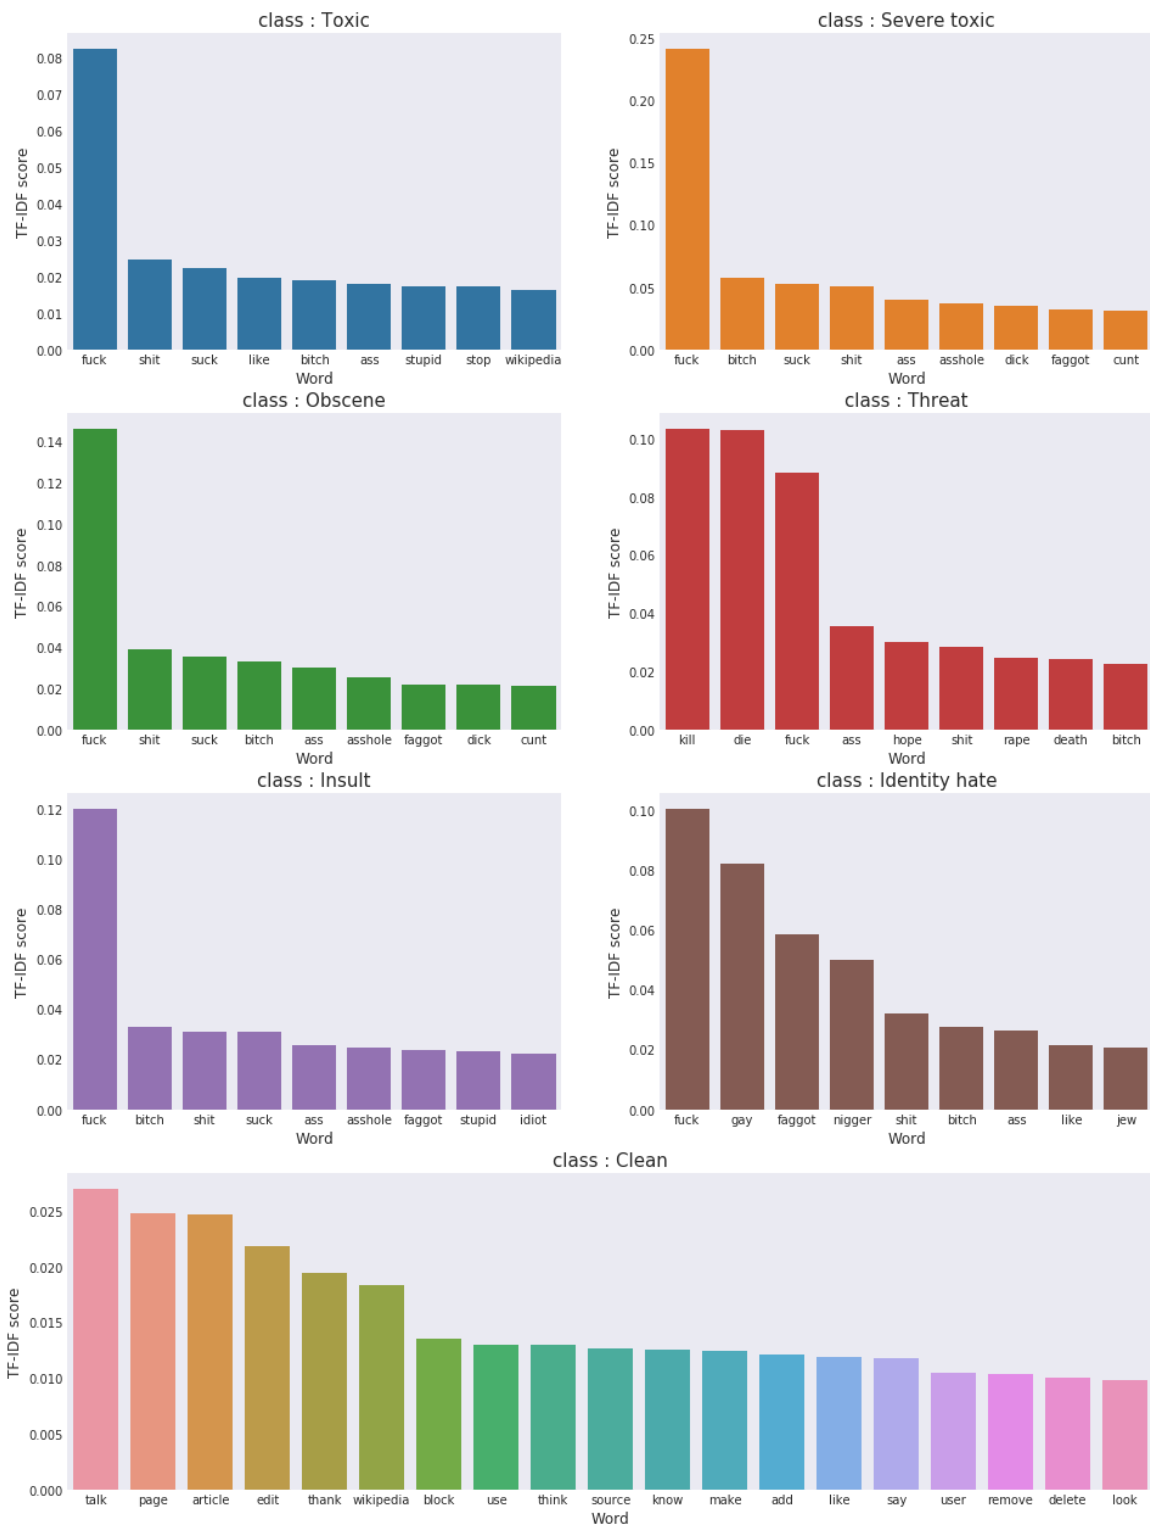 class : Toxic
0.08
0.07
0.06
0.05
0.04
0.03
0.02
0.01
0.00
TF-IDF score
fuck shit suck like bitch ass stupid stop wikipedia
Word
class : Severe toxic
0.25
0.20
0.15
0.10
0.05
0.00
TF-IDF score
fuck bitch suck shit ass asshole dick faggot cunt
Word
class : Obscene
0.14
0.12
0.10
0.08
0.06
0.04
0.02
0.00
TF-IDF score
fuck shit suck bitch ass asshole faggot dick cunt
Word
class : Threat
0.10
0.08
0.06
0.04
0.02
0.00
TF-IDF score
kill die fuck ass hope shit rape death bitch
Word
class : Insult
0.12
0.10
0.08
0.06
0.04
0.02
0.00
TF-IDF score
fuck bitch shit suck ass asshole faggot stupid idiot
Word
class : Identity hate
0.10
0.08
0.06
0.04
0.02
0.00
TF-IDF score
fuck gay faggot nigger shit bitch ass like jew
Word
class : Clean
0.025
0.020
0.015
0.010
0.005
0.000
TF-IDF score
talk page article edit thank wikipedia block use think source know make add like say user remove delete look
Word